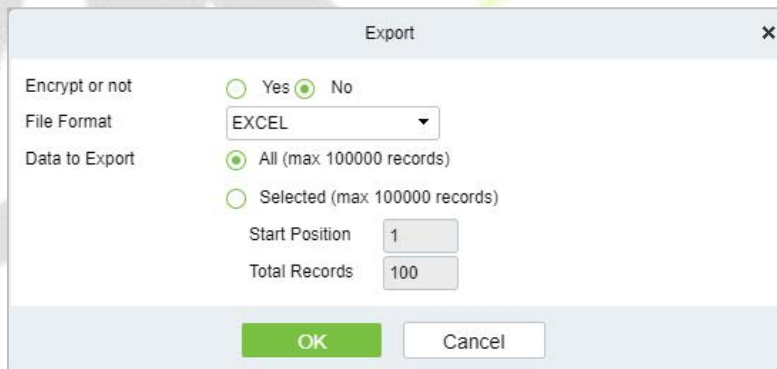 Export
Encrypt or not Yes No
File Format EXCEL
Data to Export All (max 100000 records)
Selected (max 100000 records)
Start Position 1
Total Records 100
OK Cancel